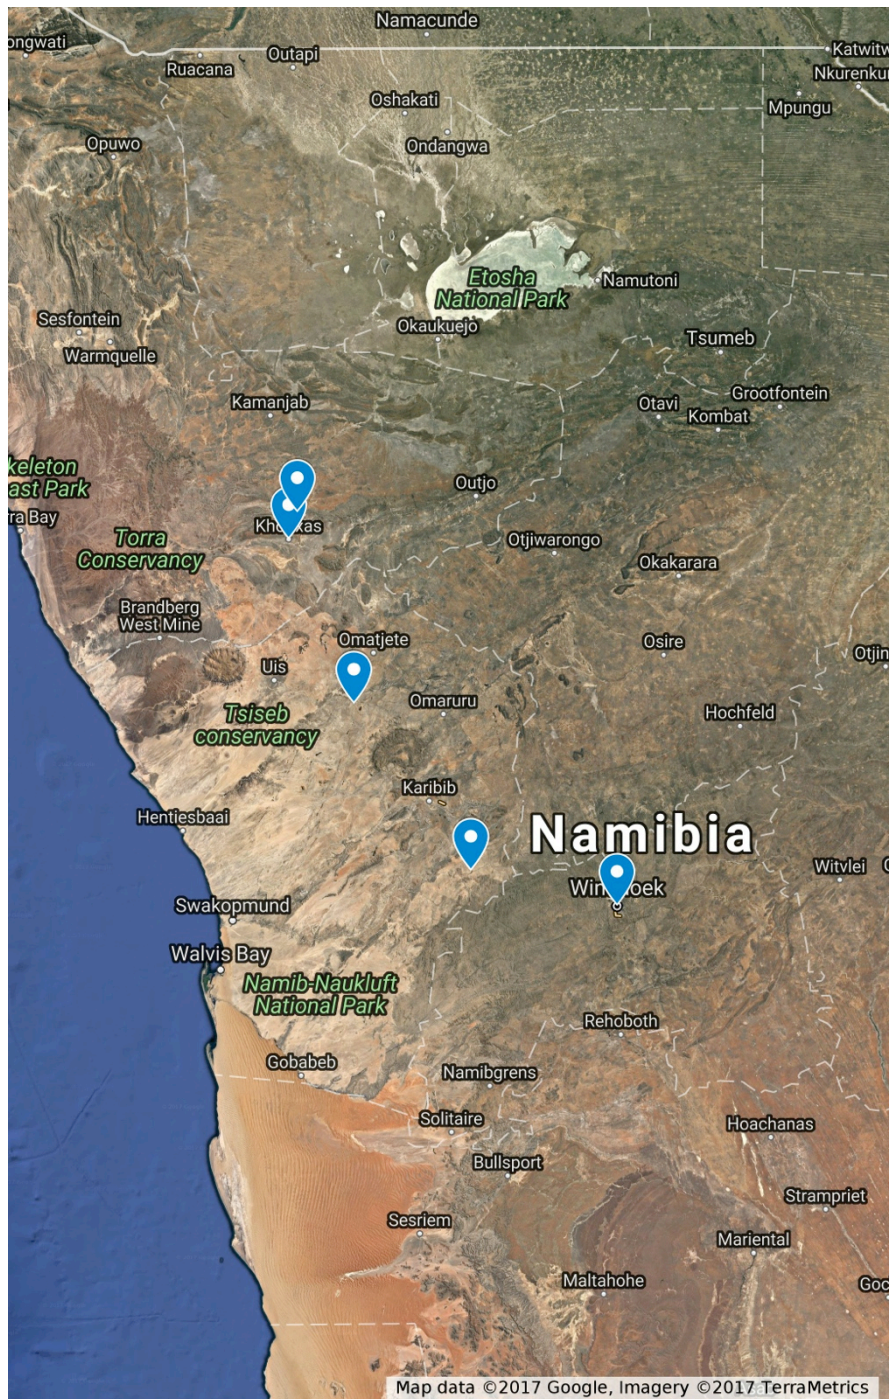 Namacunde
ongwati
Katwitw
Outapi
Ruacana
Nkurenkur
Oshakati
Mpungu
Opuwo
Ondangwa
Etosha
National Park
Namutoni
Sesfontein
Okaukuejo
Tsumeb
Warmquelle
Kamanjab
Grootfontein
Otavi
Kombat
keleton
ast Park
Outjo
rra Bay
Torra
Conservancy
Otjiwarongo
Okakarara
Brandberg
West Mine
Omatjete
Osire
Otjin
Uis
Tsiseb
conservancy
Omaruru
Hochfeld
Karibib
Hentiesbaai
Namibia
Witvlei
Swakopmund
Walvis Bay
Namib-Naukluft
National Park
Rehoboth
Gobabeb
Namibgrens
Solitaire
Hoachanas
Bullsport
Strampriet
Sesriem
Mariental
Maltahohe
Goc
Map data ©2017 Google, Imagery ©2017 TerraMetrics